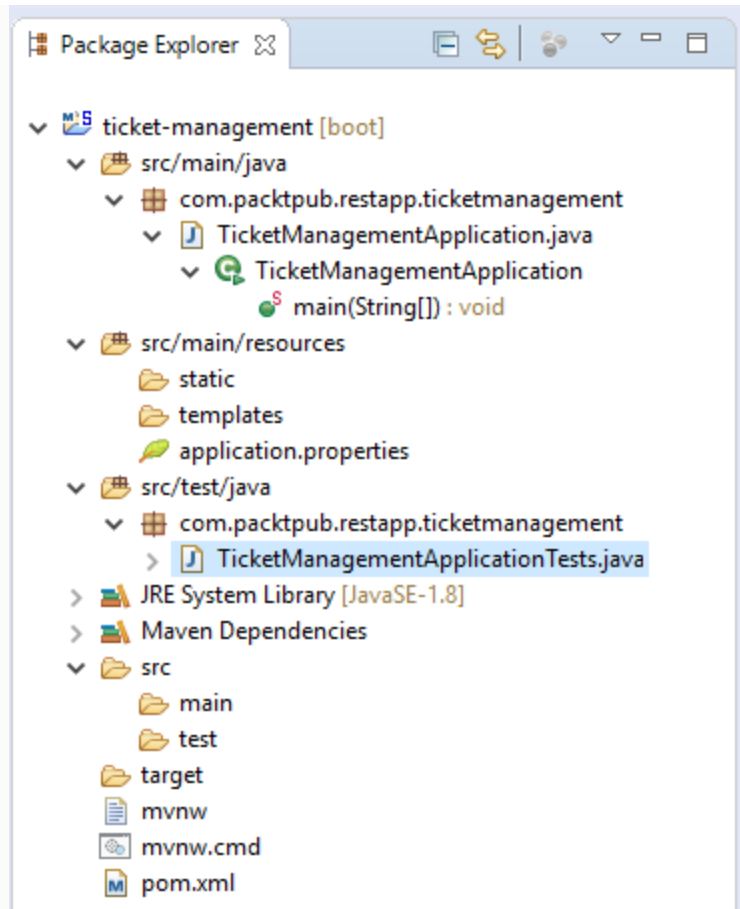 Package Explorer
ticket-management [boot]
src/main/java
com.packtpub.restapp.ticketmanagement
TicketManagementApplication.java
TicketManagementApplication
main(String[]) : void
src/main/resources
static
templates
application.properties
src/test/java
com.packtpub.restapp.ticketmanagement
TicketManagementApplicationTests.java
JRE System Library [JavaSE-1.8]
Maven Dependencies
src
main
test
target
mvnw
mvnw.cmd
pom.xml